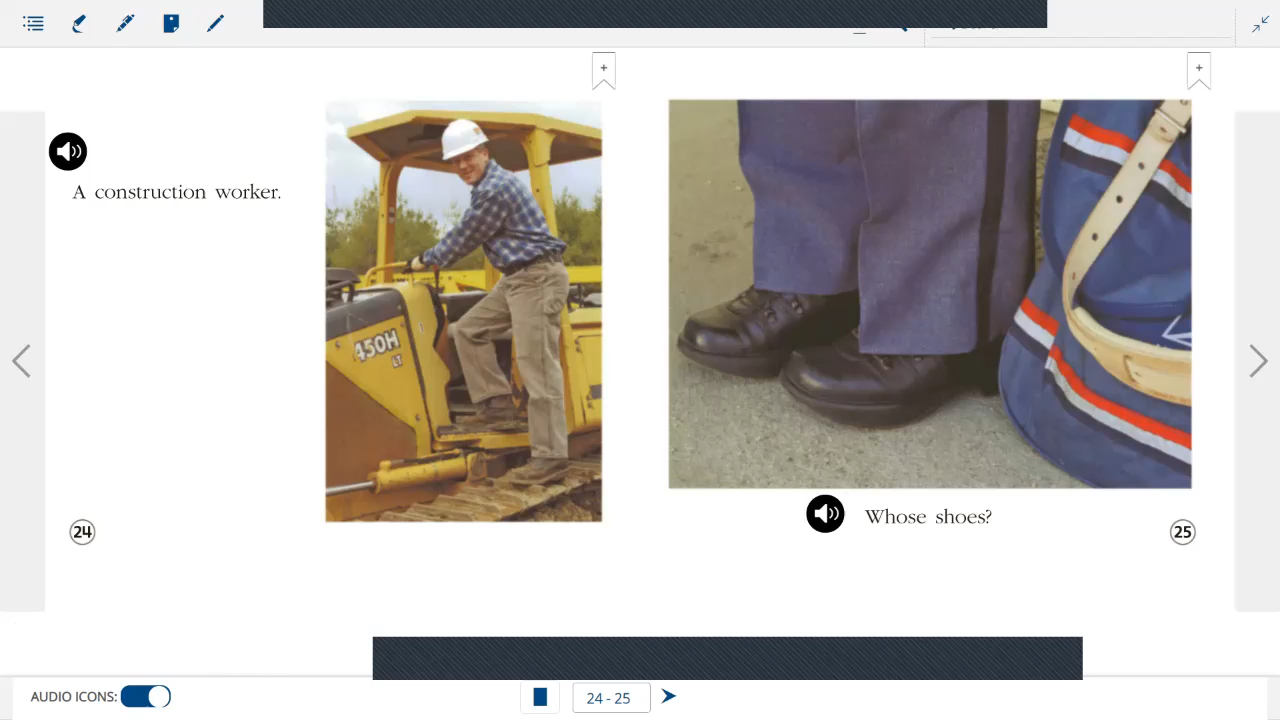 A construction worker.
450H
LT
24
Whose shoes?
25
AUDIO ICONS:
24 - 25